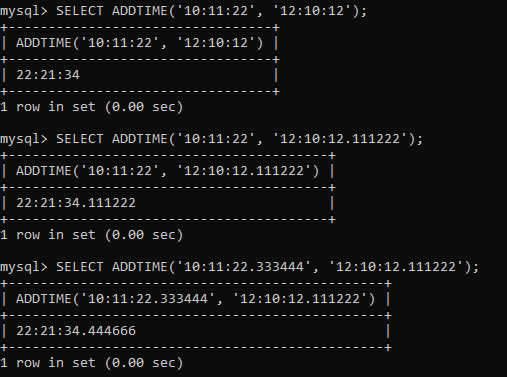 mysql> SELECT ADDTIME('10:11:22', '12:10:12');
+---------------------------------+
| ADDTIME('10:11:22', '12:10:12') |
+---------------------------------+
| 22:21:34                        |
+---------------------------------+
1 row in set (0.00 sec)

mysql> SELECT ADDTIME('10:11:22', '12:10:12.111222');
+----------------------------------------+
| ADDTIME('10:11:22', '12:10:12.111222') |
+----------------------------------------+
| 22:21:34.111222                        |
+----------------------------------------+
1 row in set (0.00 sec)

mysql> SELECT ADDTIME('10:11:22.333444', '12:10:12.111222');
+-----------------------------------------------+
| ADDTIME('10:11:22.333444', '12:10:12.111222') |
+-----------------------------------------------+
| 22:21:34.444666                               |
+-----------------------------------------------+
1 row in set (0.00 sec)